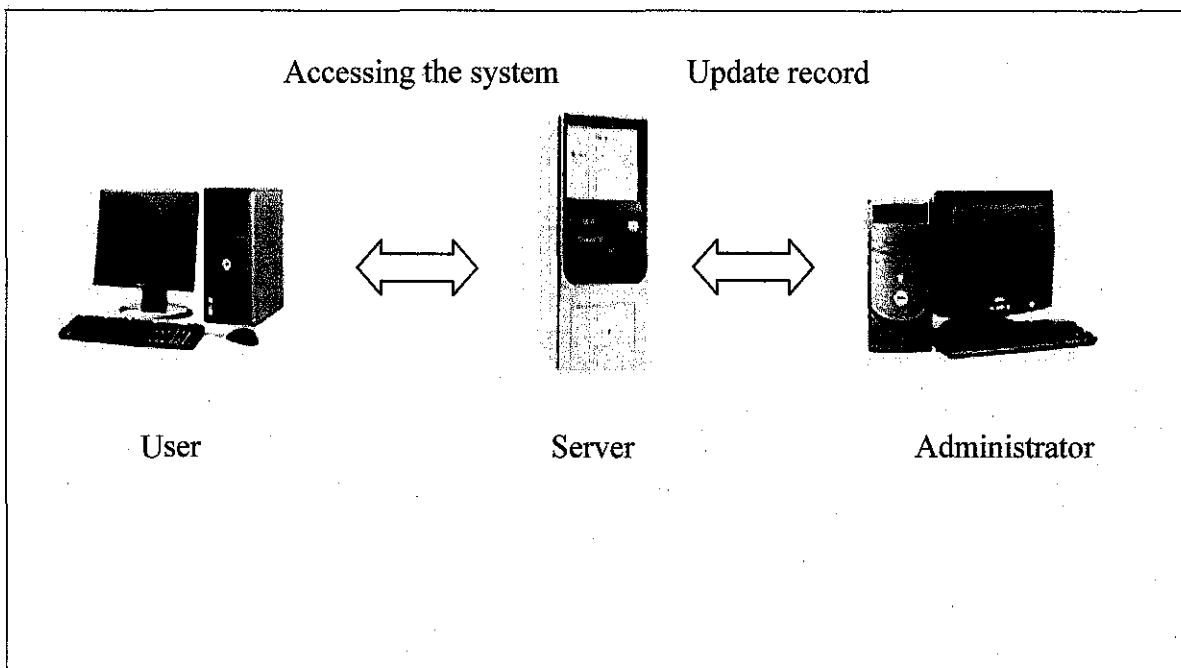 Accessing the system
Update record
User
Server
Administrator